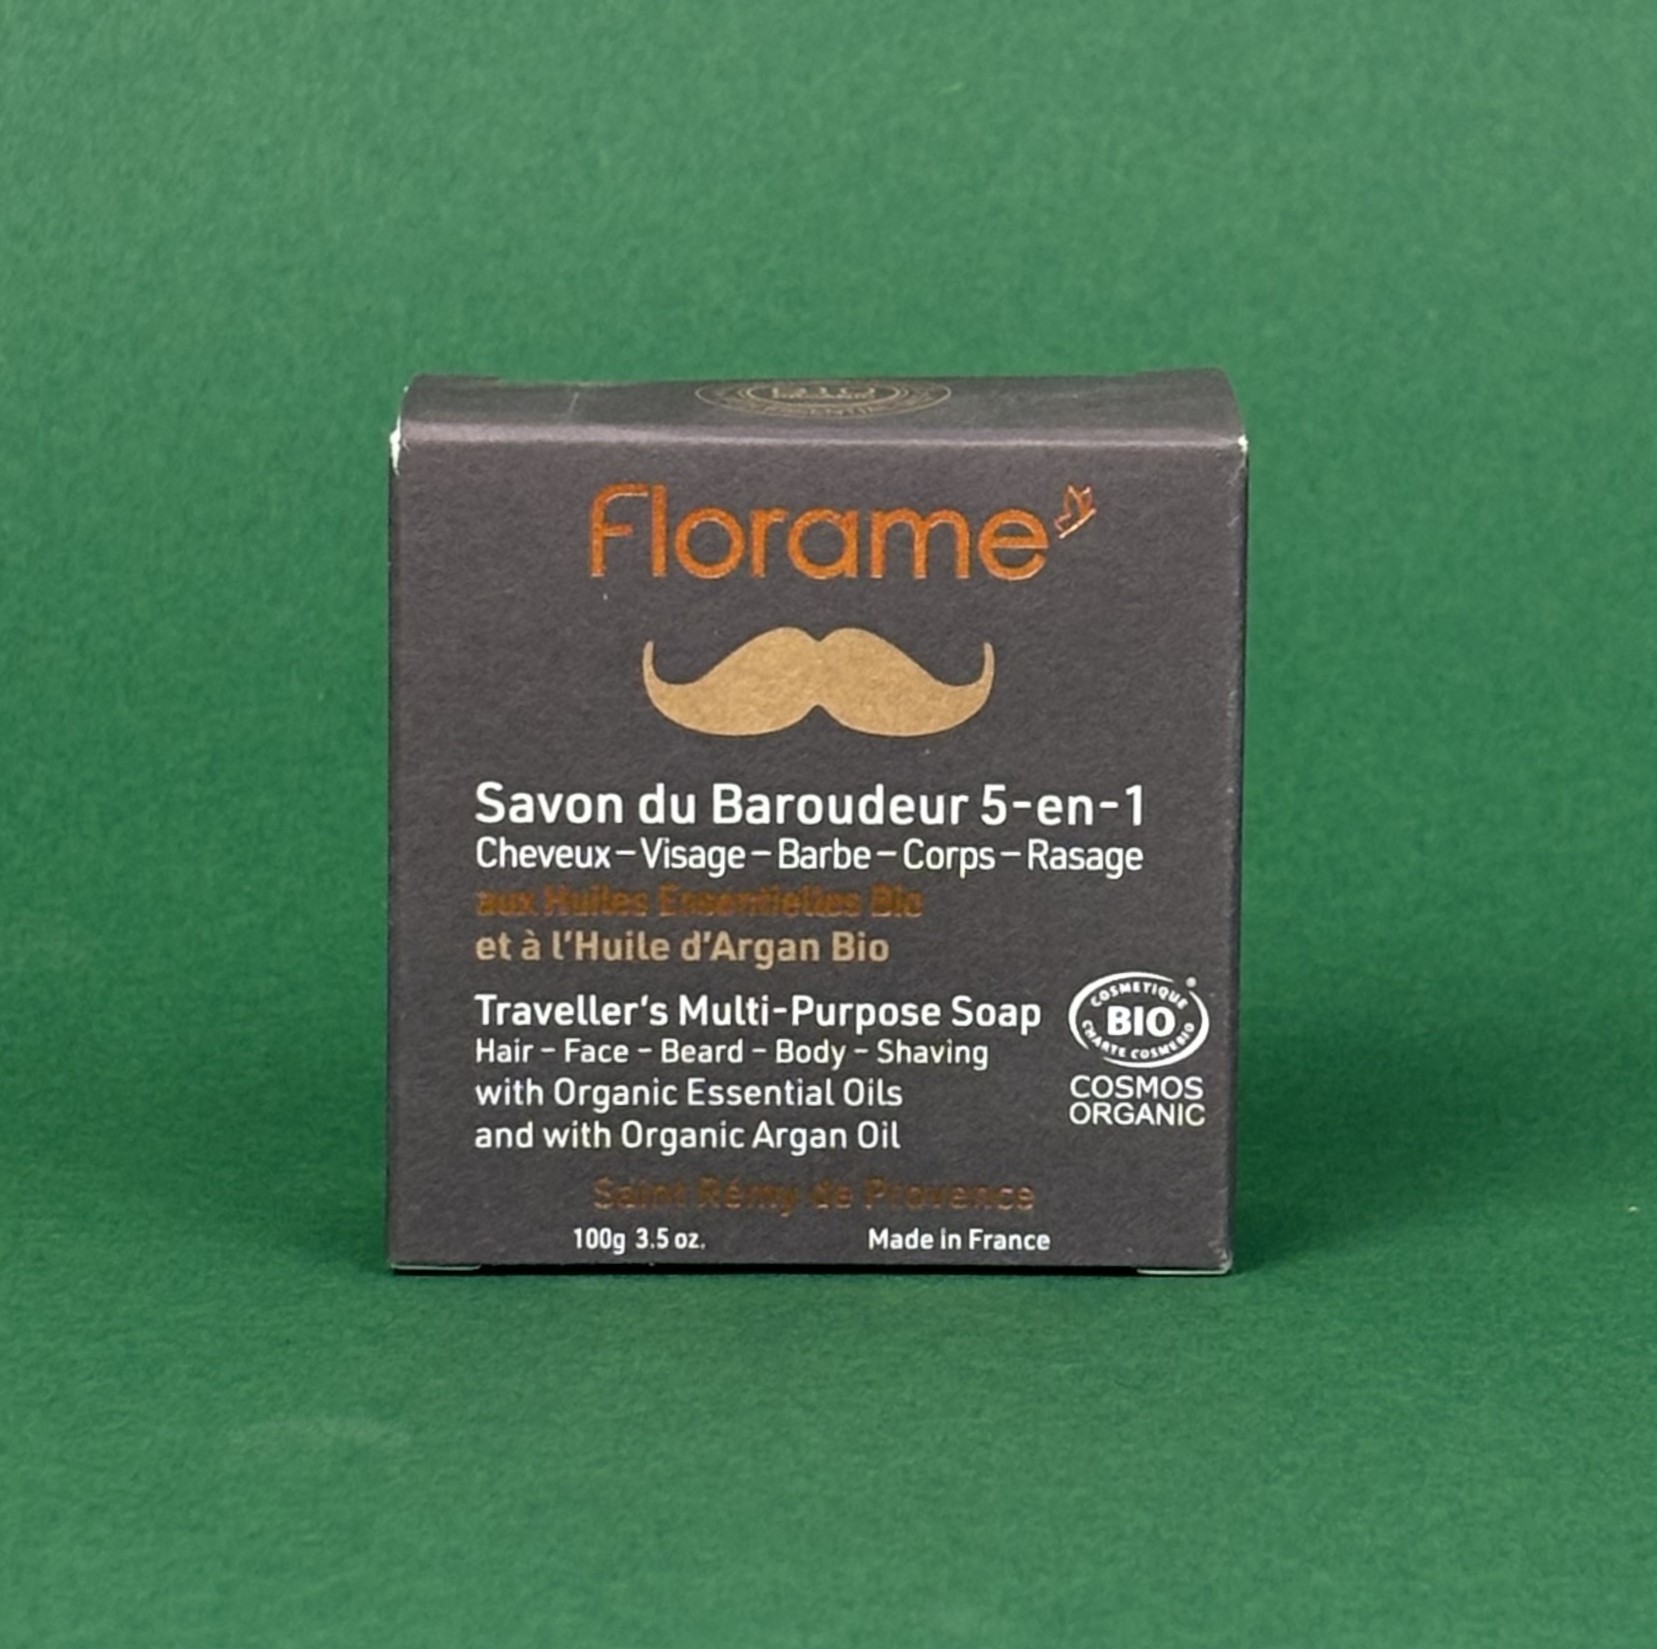 Florame
Savon du Baroudeur 5-en-1
Cheveux – Visage – Barbe – Corps – Rasage
aux Huiles Essentielles Bio
et à l'Huile d'Argan Bio
Traveller's Multi-Purpose Soap
Hair - Face - Beard - Body - Shaving
with Organic Essential Oils
and with Organic Argan Oil
COSMETIQUE
BIO
CHARTE COSMEBIO
COSMOS
ORGANIC
Saint Rémy de Provence
100g 3.5 oz. Made in France